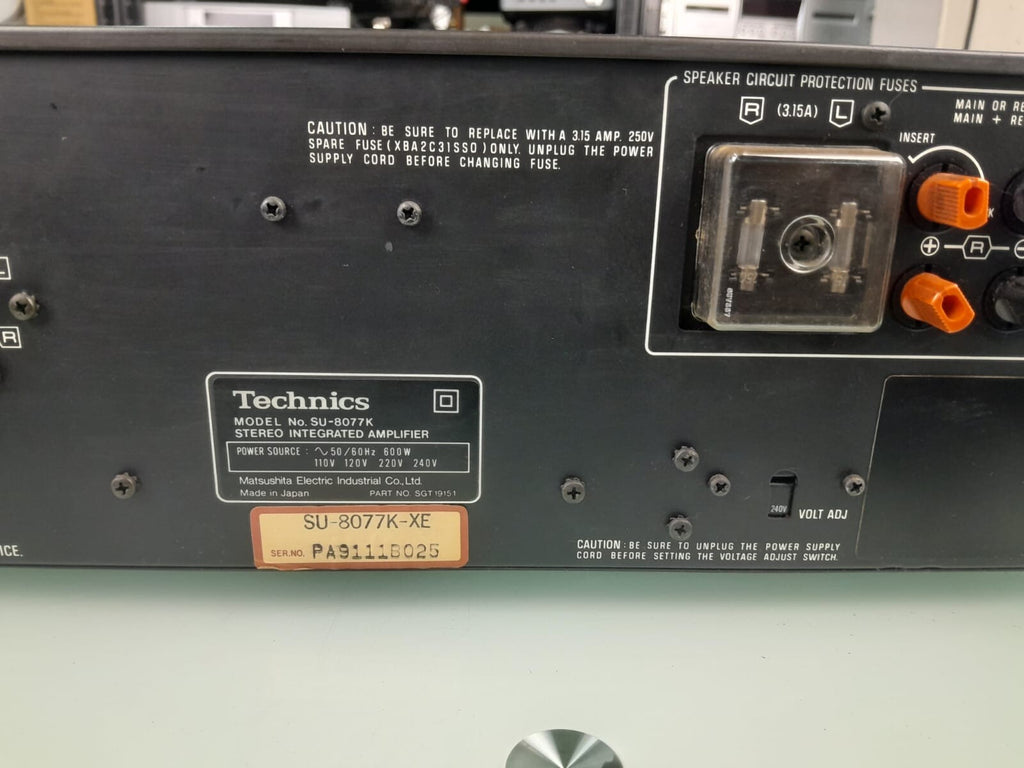 SPEAKER CIRCUIT PROTECTION FUSES
R (3.15A) L
MAIN OR
MAIN +
INSERT
CAUTION : BE SURE TO REPLACE WITH A 3.15 AMP. 250V
SPARE FUSE (XBA2C31SS0) ONLY. UNPLUG THE POWER
SUPPLY CORD BEFORE CHANGING FUSE.
+ R −
L
R
Technics
MODEL No. SU-8077K
STEREO INTEGRATED AMPLIFIER
POWER SOURCE : ∿ 50/60Hz 600W
110V 120V 220V 240V
Matsushita Electric Industrial Co., Ltd.
Made in Japan PART NO. SGT19151
SU-8077K-XE
SER.NO. PA9111B025
240V
VOLT ADJ
CAUTION : BE SURE TO UNPLUG THE POWER SUPPLY
CORD BEFORE SETTING THE VOLTAGE ADJUST SWITCH.